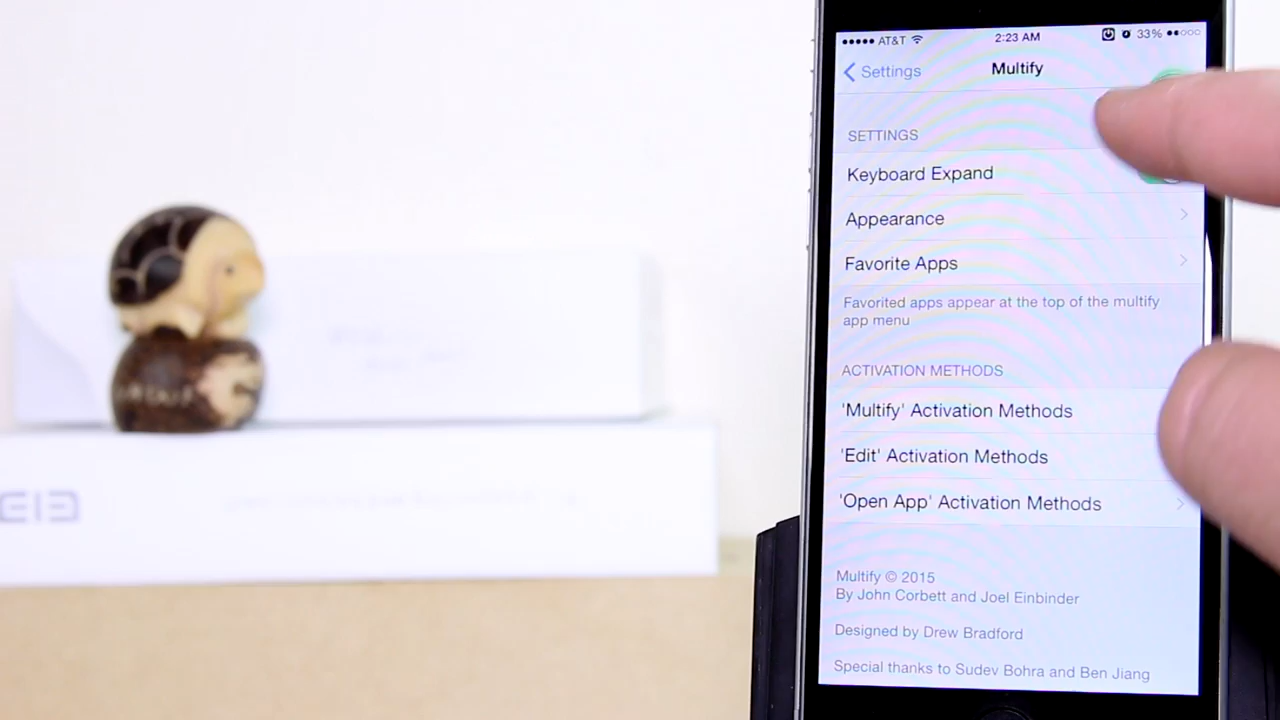 AT&T 2:23 AM 33%
Settings Multify
SETTINGS
Keyboard Expand
Appearance
Favorite Apps
Favorited apps appear at the top of the multify
app menu
ACTIVATION METHODS
'Multify' Activation Methods
'Edit' Activation Methods
'Open App' Activation Methods
Multify © 2015
By John Corbett and Joel Einbinder
Designed by Drew Bradford
Special thanks to Sudev Bohra and Ben Jiang